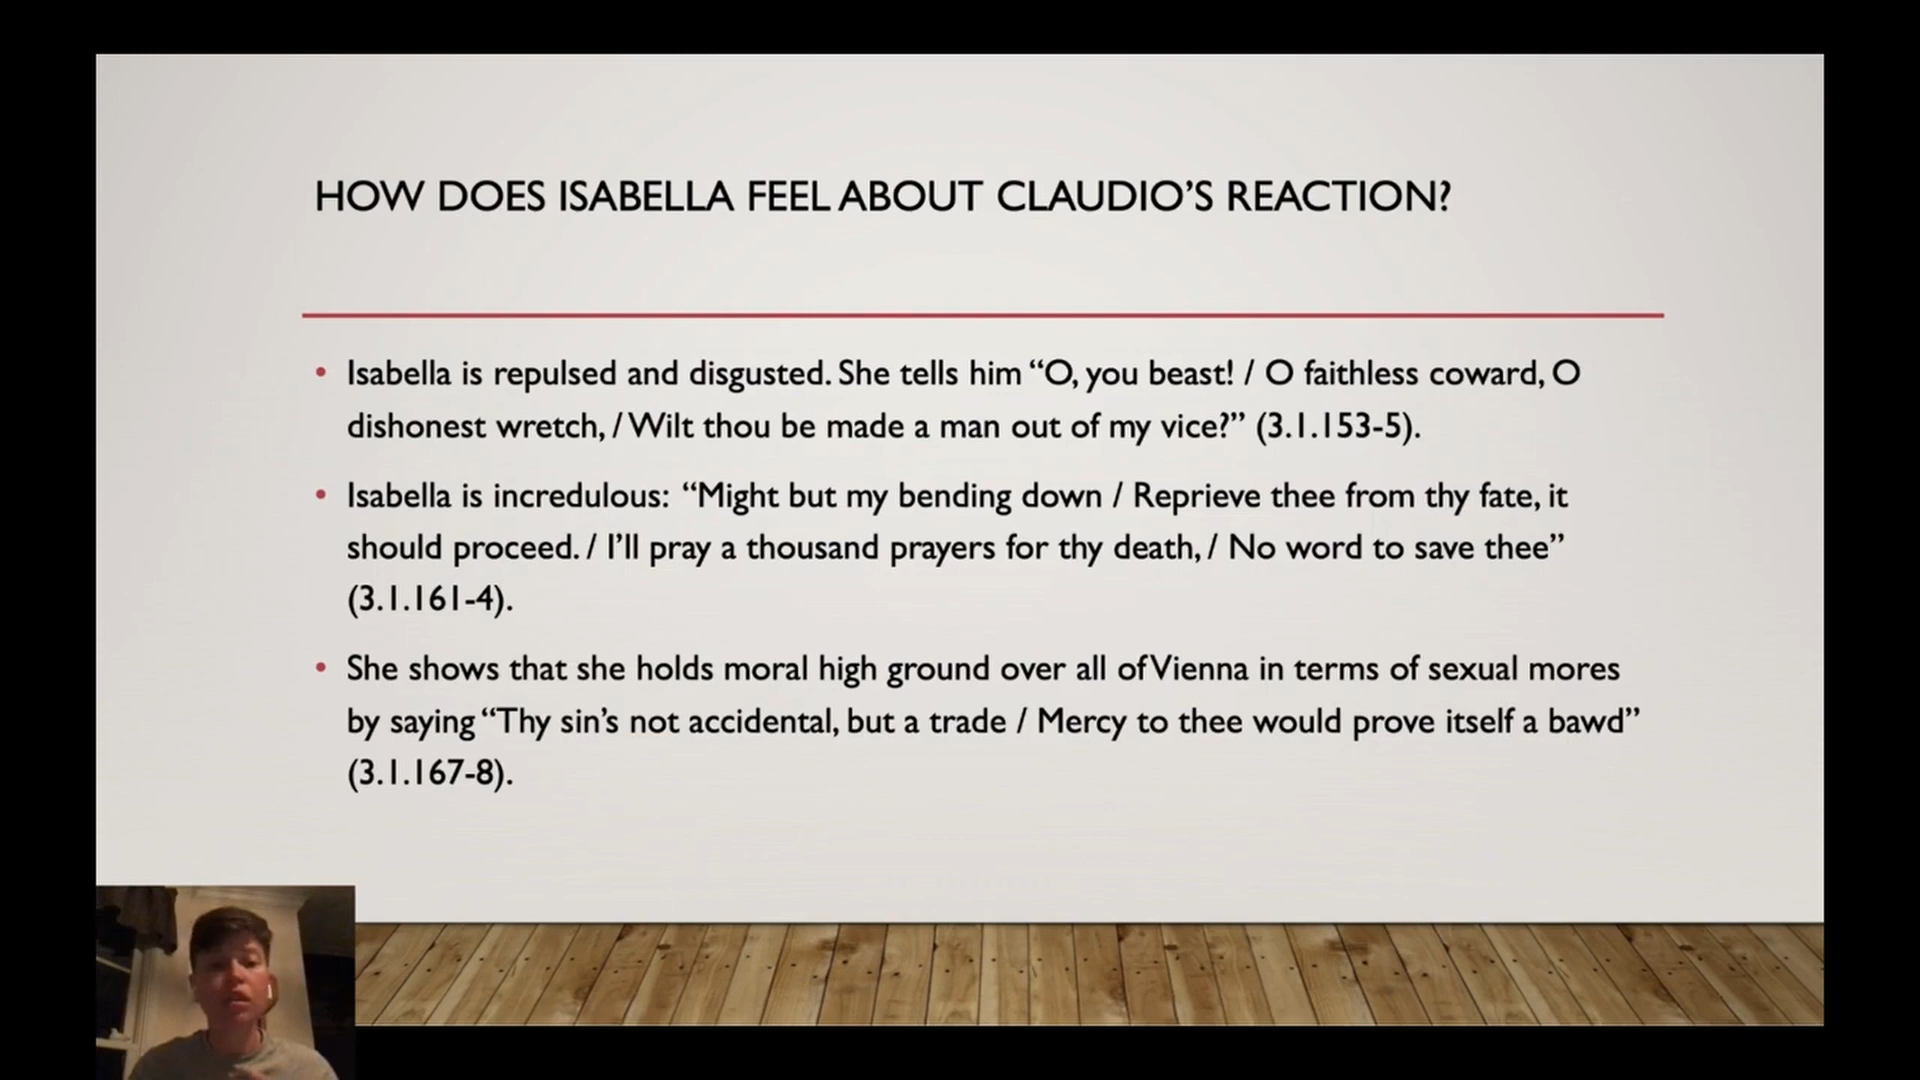 HOW DOES ISABELLA FEEL ABOUT CLAUDIO’S REACTION?
• Isabella is repulsed and disgusted. She tells him “O, you beast! / O faithless coward, O
dishonest wretch, / Wilt thou be made a man out of my vice?” (3.1.153-5).
• Isabella is incredulous: “Might but my bending down / Reprieve thee from thy fate, it
should proceed. / I’ll pray a thousand prayers for thy death, / No word to save thee”
(3.1.161-4).
• She shows that she holds moral high ground over all of Vienna in terms of sexual mores
by saying “Thy sin’s not accidental, but a trade / Mercy to thee would prove itself a bawd”
(3.1.167-8).